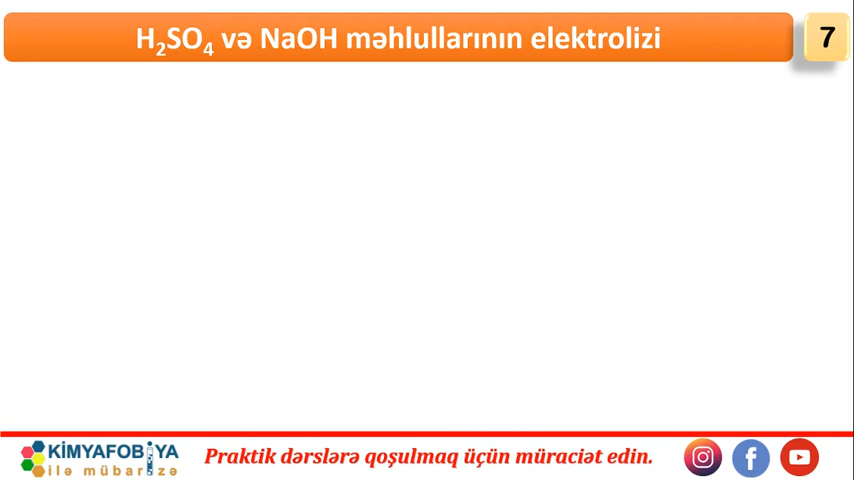 H₂SO₄ və NaOH məhlullarının elektrolizi
7
KİMYAFOBİYA
ilə mübarizə
Praktik dərslərə qoşulmaq üçün müraciət edin.